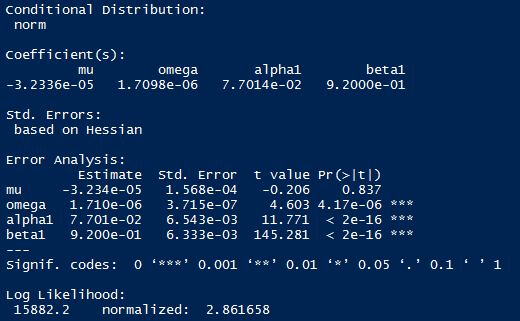 Conditional Distribution:
 norm
Coefficient(s):
         mu        omega       alpha1        beta1
-3.2336e-05   1.7098e-06   7.7014e-02   9.2000e-01
Std. Errors:
 based on Hessian
Error Analysis:
         Estimate  Std. Error  t value Pr(>|t|)
mu     -3.234e-05   1.568e-04   -0.206    0.837
omega   1.710e-06   3.715e-07    4.603 4.17e-06 ***
alpha1  7.701e-02   6.543e-03   11.771  < 2e-16 ***
beta1   9.200e-01   6.333e-03  145.281  < 2e-16 ***
---
Signif. codes:  0 ‘***’ 0.001 ‘**’ 0.01 ‘*’ 0.05 ‘.’ 0.1 ‘ ’ 1
Log Likelihood:
 15882.2    normalized:  2.861658